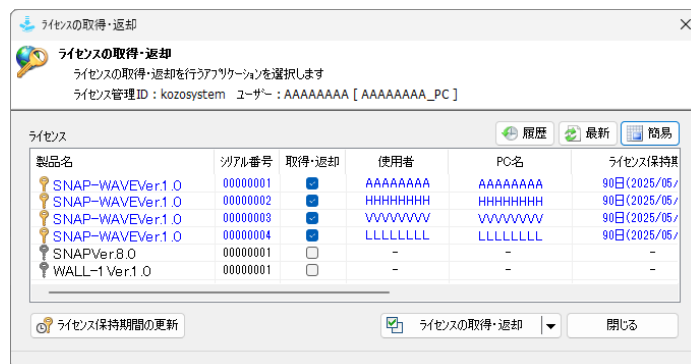 ライセンスの取得・返却
ライセンスの取得・返却
ライセンスの取得・返却を行うアプリケーションを選択します
ライセンス管理ID：kozosystem ユーザー：AAAAAAAA [ AAAAAAAA_PC ]
ライセンス 履歴 最新 簡易
製品名 シリアル番号 取得・返却 使用者 PC名 ライセンス保持期
SNAP-WAVEVer.1.0 00000001 AAAAAAAA AAAAAAAA 90日(2025/05/
SNAP-WAVEVer.1.0 00000002 HHHHHHHH HHHHHHHH 90日(2025/05/
SNAP-WAVEVer.1.0 00000003 VVVVVVVV VVVVVVVV 90日(2025/05/
SNAP-WAVEVer.1.0 00000004 LLLLLLLL LLLLLLLL 90日(2025/05/
SNAPVer.8.0 00000001 - - -
WALL-1Ver.1.0 00000001 - - -
ライセンス保持期間の更新 ライセンスの取得・返却 閉じる